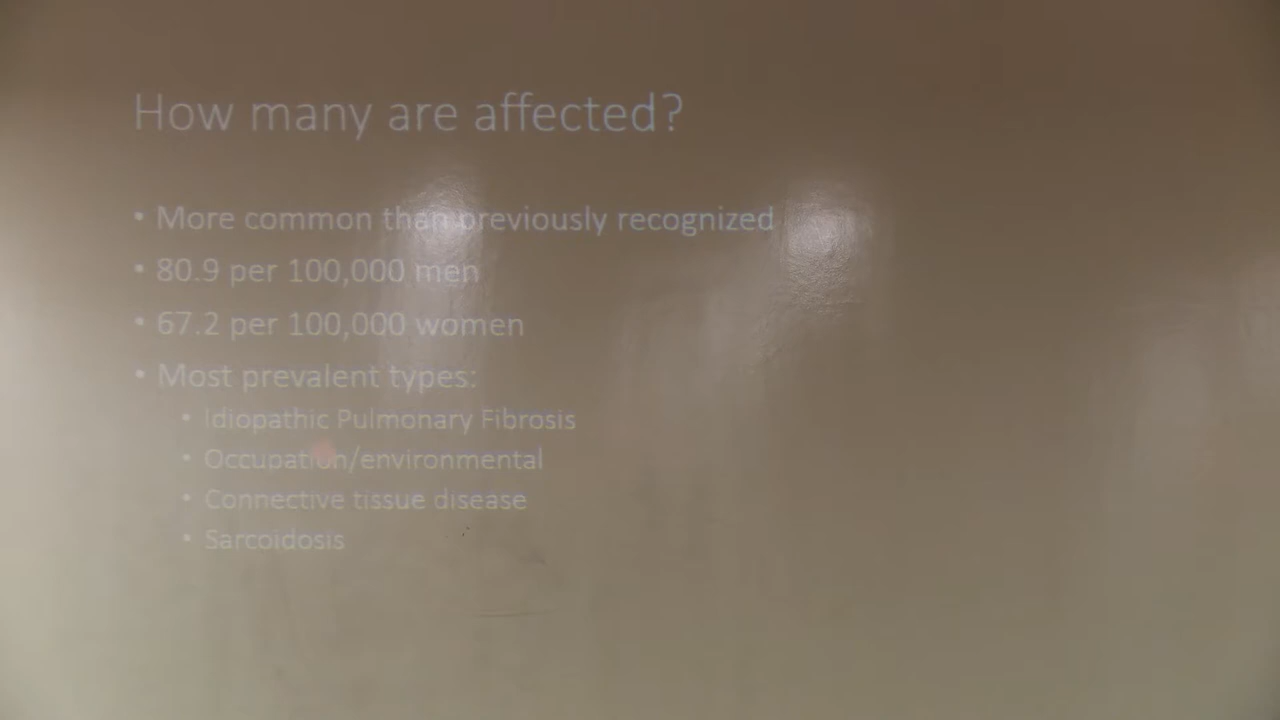 How many are affected?
• More common than previously recognized
• 80.9 per 100,000 men
• 67.2 per 100,000 women
• Most prevalent types:
• Idiopathic Pulmonary Fibrosis
• Occupation/environmental
• Connective tissue disease
• Sarcoidosis